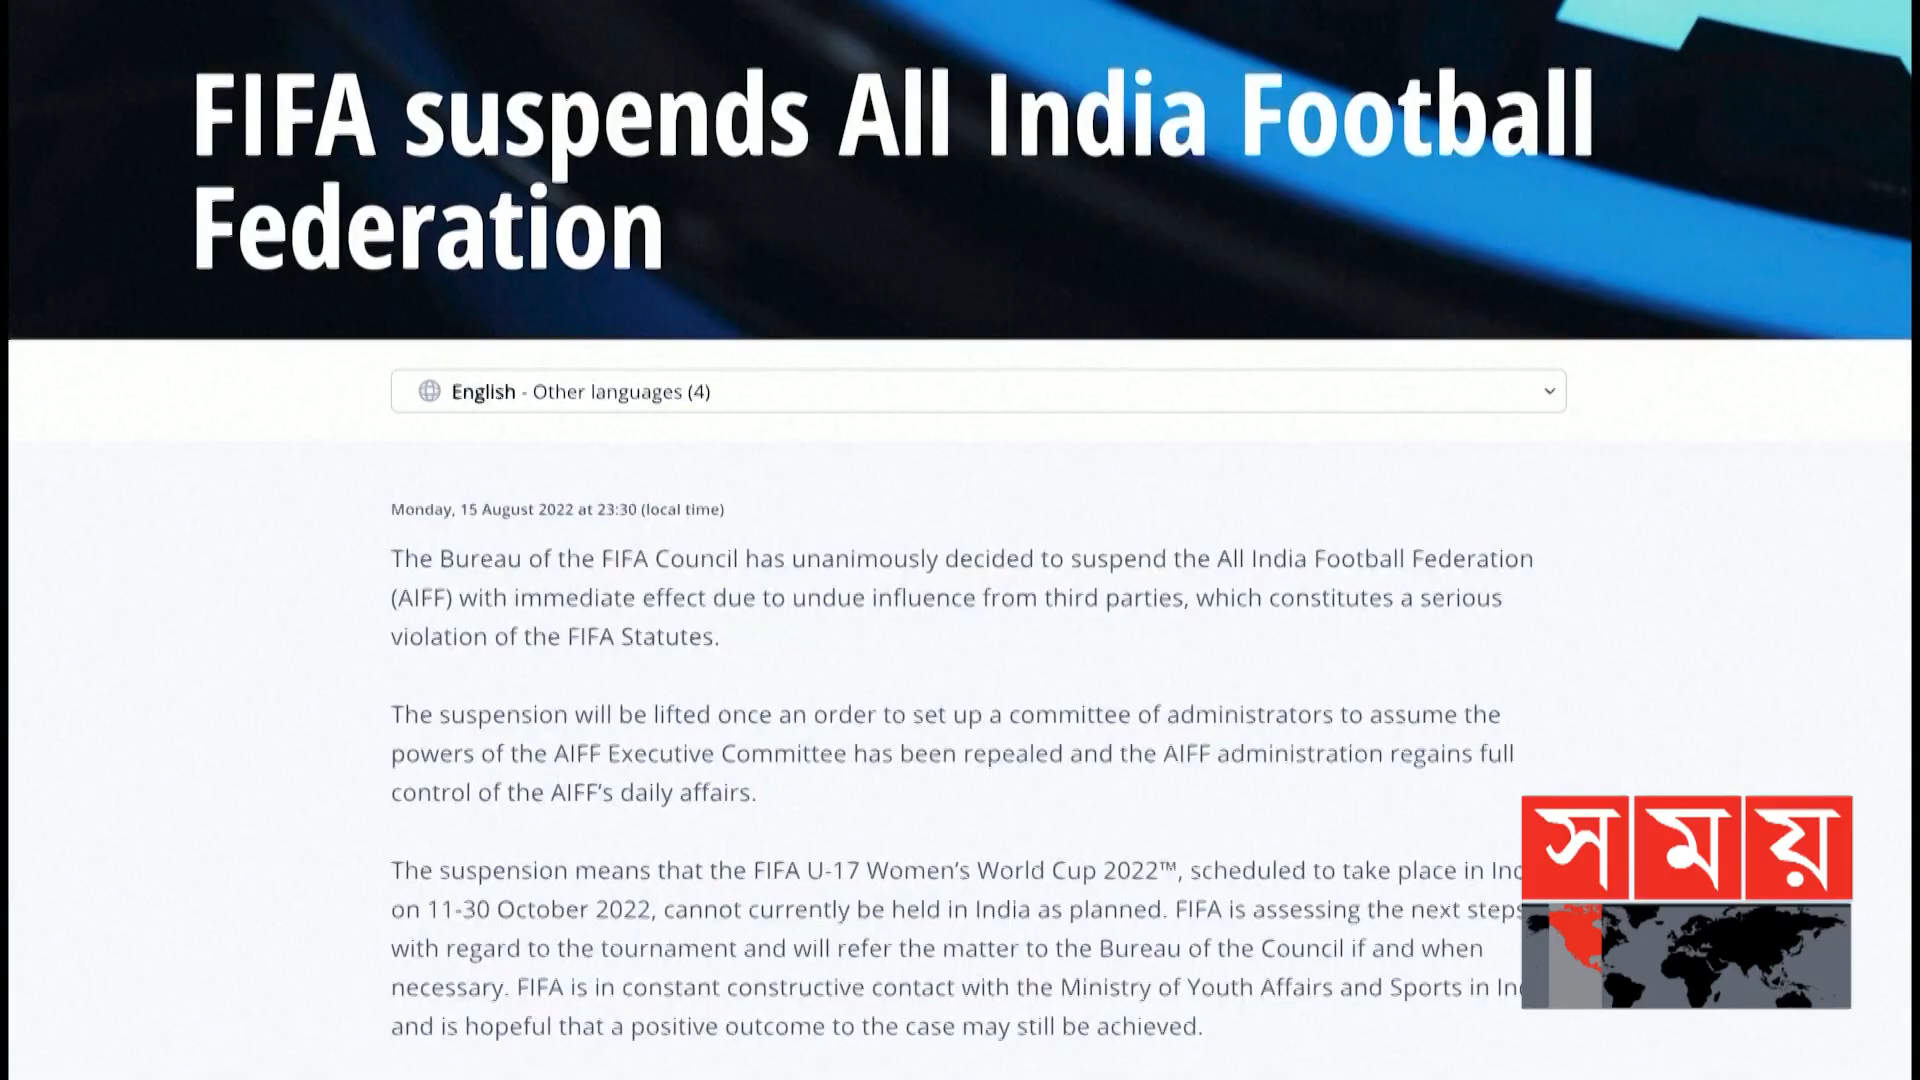 FIFA suspends All India Football
Federation
English - Other languages (4)
Monday, 15 August 2022 at 23:30 (local time)
The Bureau of the FIFA Council has unanimously decided to suspend the All India Football Federation
(AIFF) with immediate effect due to undue influence from third parties, which constitutes a serious
violation of the FIFA Statutes.
The suspension will be lifted once an order to set up a committee of administrators to assume the
powers of the AIFF Executive Committee has been repealed and the AIFF administration regains full
control of the AIFF’s daily affairs.
The suspension means that the FIFA U-17 Women’s World Cup 2022™, scheduled to take place in
on 11-30 October 2022, cannot currently be held in India as planned. FIFA is assessing the next steps
with regard to the tournament and will refer the matter to the Bureau of the Council if and when
necessary. FIFA is in constant constructive contact with the Ministry of Youth Affairs and Sports in
and is hopeful that a positive outcome to the case may still be achieved.
সময়